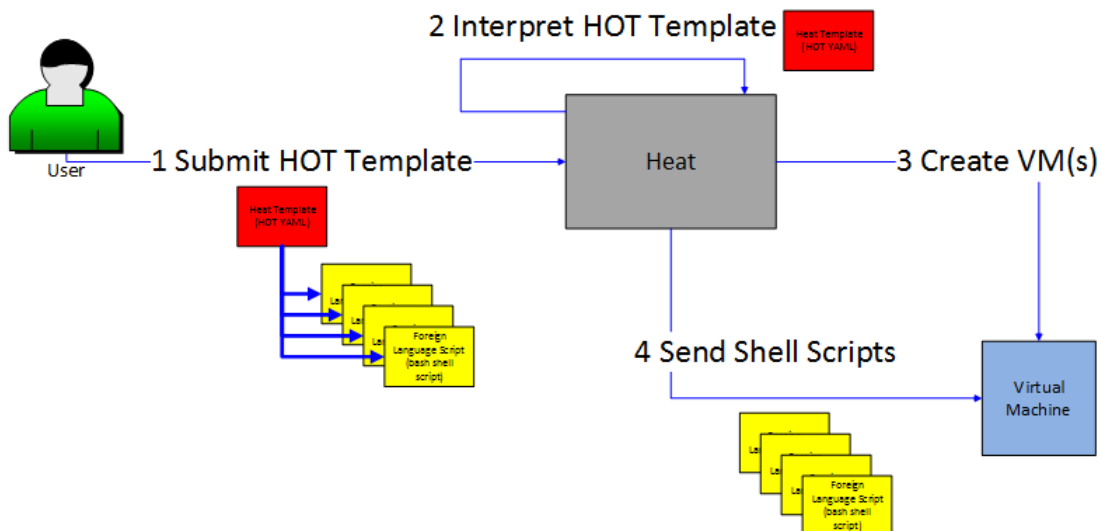 2 Interpret HOT Template
Heat Template
(HOT YAML)
User
1 Submit HOT Template
Heat
3 Create VM(s)
Heat Template
(HOT YAML)
Foreign
Language Script
(bash shell
script)
4 Send Shell Scripts
Virtual
Machine
Foreign
Language Script
(bash shell
script)